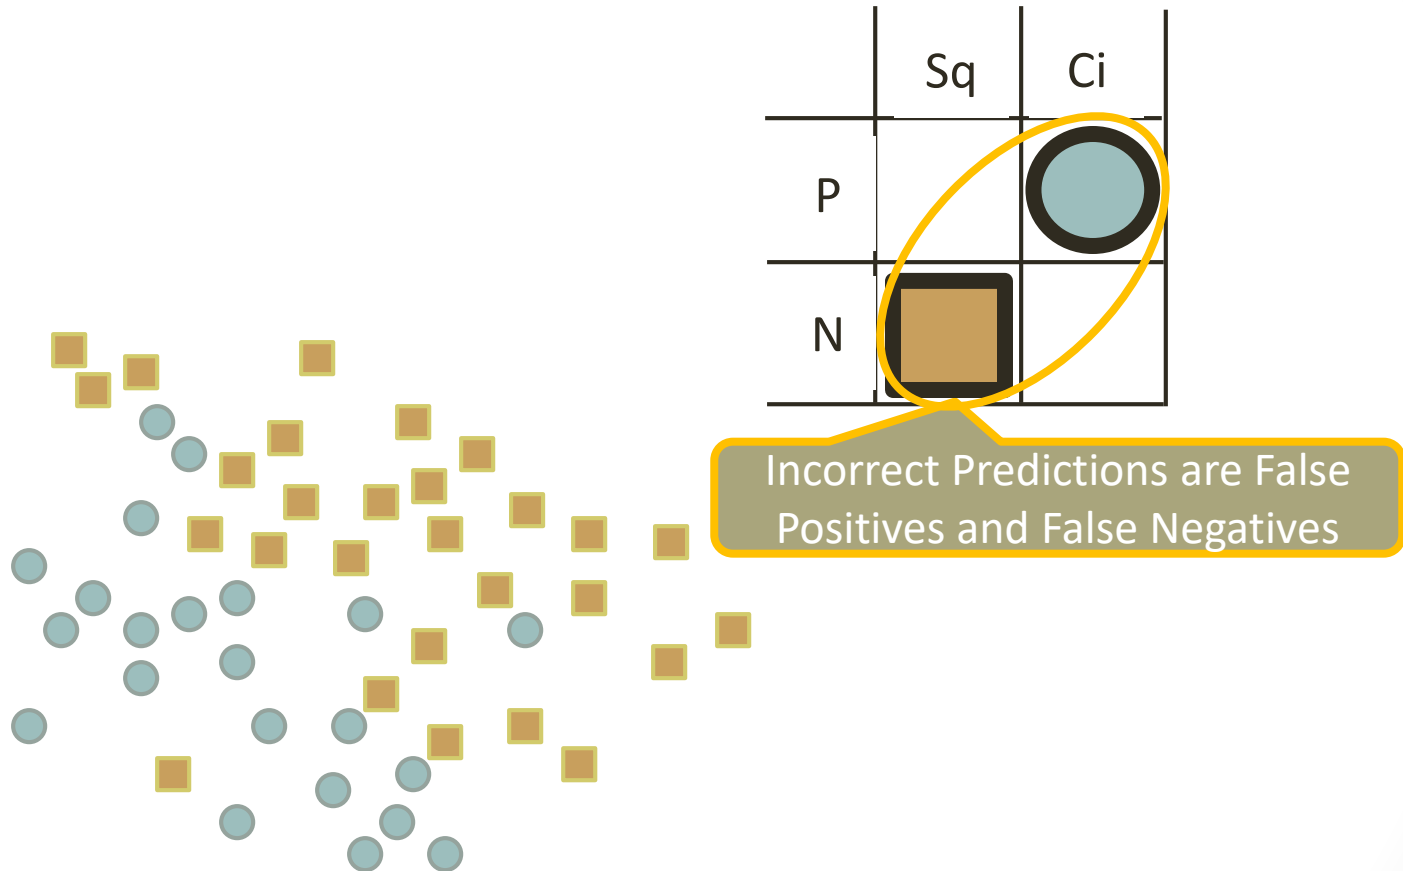 Sq Ci
P
N
Incorrect Predictions are False
Positives and False Negatives